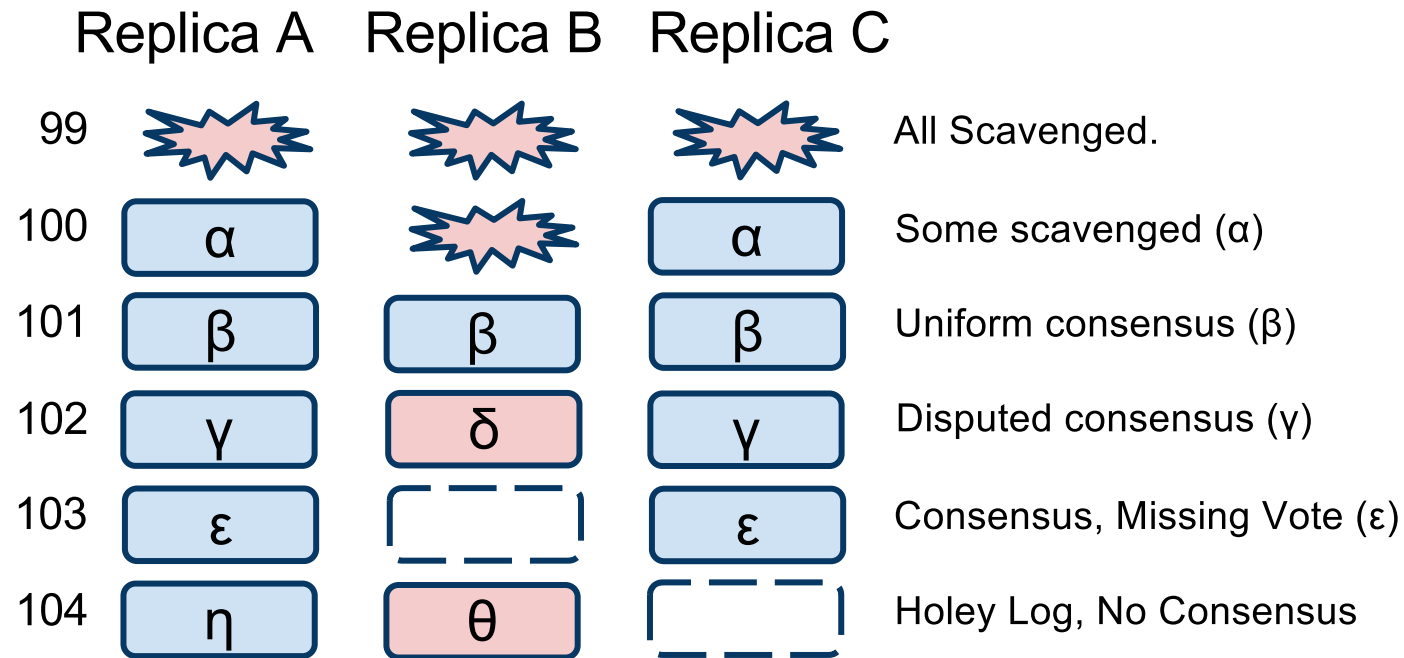 Replica A Replica B Replica C
99 All Scavenged.
100 α α Some scavenged (α)
101 β β β Uniform consensus (β)
102 γ δ γ Disputed consensus (γ)
103 ε ε Consensus, Missing Vote (ε)
104 η θ Holey Log, No Consensus